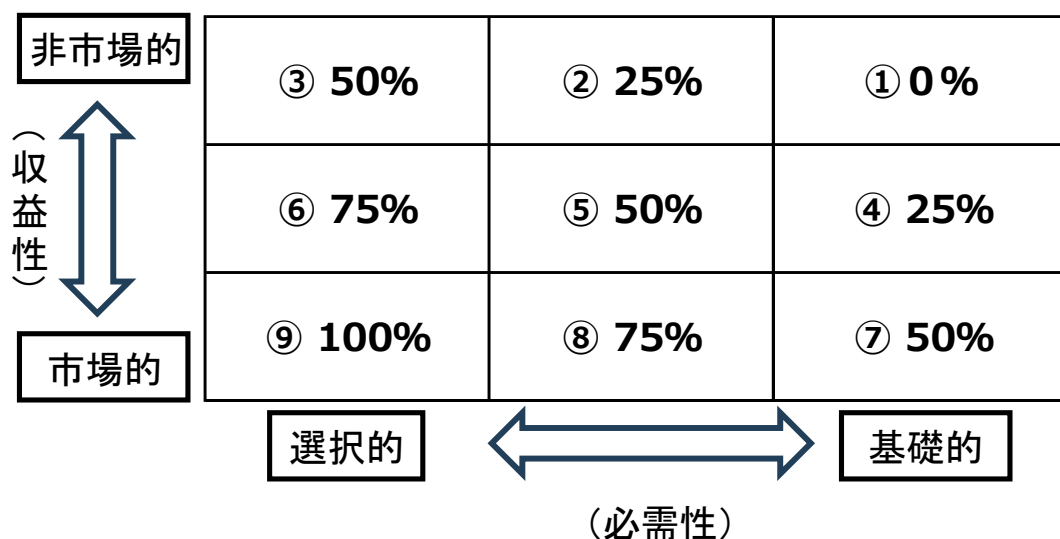 非市場的
③ 50% ② 25% ① 0%
(収益性)
⑥ 75% ⑤ 50% ④ 25%
市場的
⑨ 100% ⑧ 75% ⑦ 50%
選択的 基礎的
(必需性)